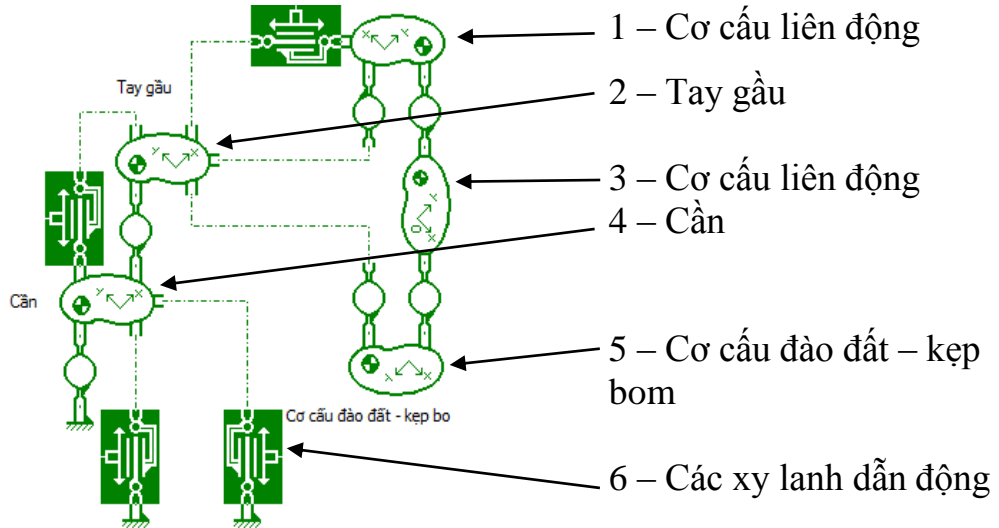 1 – Cơ cấu liên động
Tay gầu
2 – Tay gầu
3 – Cơ cấu liên động
4 – Cần
Cần
5 – Cơ cấu đào đất – kẹp
bom
Cơ cấu đào đất - kẹp bo
6 – Các xy lanh dẫn động